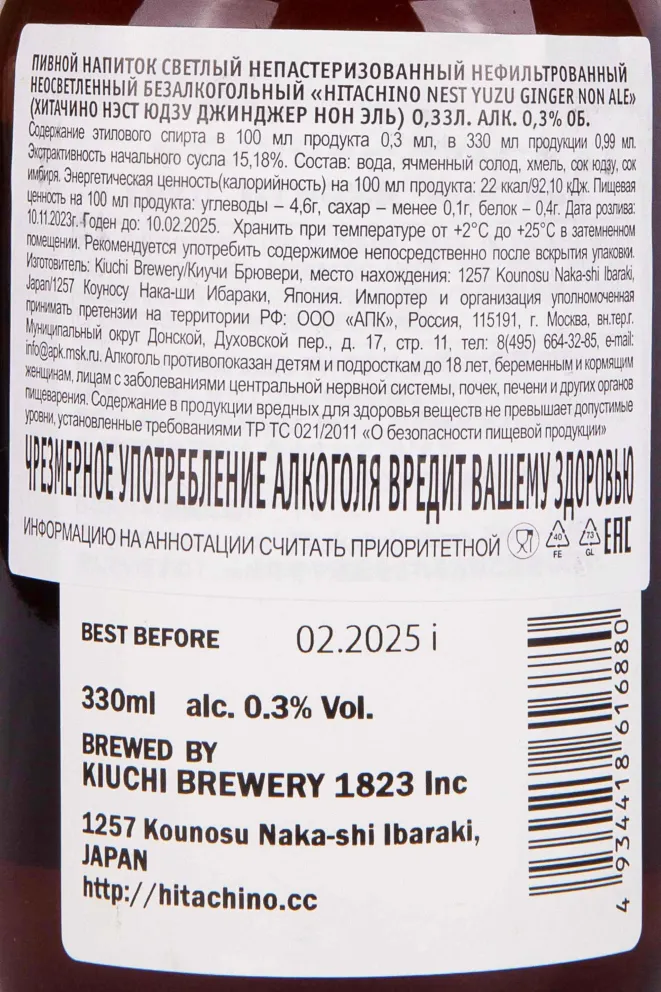 ПИВНОЙ НАПИТОК СВЕТЛЫЙ НЕПАСТЕРИЗОВАННЫЙ НЕФИЛЬТРОВАННЫЙ
НЕОСВЕТЛЕННЫЙ БЕЗАЛКОГОЛЬНЫЙ «HITACHINO NEST YUZU GINGER NON ALE»
(ХИТАЧИНО НЭСТ ЮДЗУ ДЖИНДЖЕР НОН ЭЛЬ) 0,33Л. АЛК. 0,3% ОБ.
Содержание этилового спирта в 100 мл продукта 0,3 мл, в 330 мл продукции 0,99 мл.
Экстрактивность начального сусла 15,18%. Состав: вода, ячменный солод, хмель, сок юдзу, сок
имбиря. Энергетическая ценность(калорийность) на 100 мл продукта: 22 ккал/92,10 кДж. Пищевая
ценность на 100 мл продукта: углеводы – 4,6г, сахар – менее 0,1г, белок – 0,4г. Дата розлива:
10.11.2023г. Годен до: 10.02.2025. Хранить при температуре от +2°С до +25°С в затемненном
помещении. Рекомендуется употребить содержимое непосредственно после вскрытия упаковки.
Изготовитель: Kiuchi Brewery/Киучи Брювери, место нахождения: 1257 Kounosu Naka-shi Ibaraki,
Japan/1257 Коуносу Нака-ши Ибараки, Япония. Импортер и организация уполномоченная
принимать претензии на территории РФ: ООО «АПК», Россия, 115191, г. Москва, вн.тер.г.
Муниципальный округ Донской, Духовской пер., д. 17, стр. 11, тел: 8(495) 664-32-85, e-mail:
info@apk.msk.ru. Алкоголь противопоказан детям и подросткам до 18 лет, беременным и кормящим
женщинам, лицам с заболеваниями центральной нервной системы, почек, печени и других органов
пищеварения. Содержание в продукции вредных для здоровья веществ не превышает допустимые
уровни, установленные требованиями ТР ТС 021/2011 «О безопасности пищевой продукции»
ЧРЕЗМЕРНОЕ УПОТРЕБЛЕНИЕ АЛКОГОЛЯ ВРЕДИТ ВАШЕМУ ЗДОРОВЬЮ
ИНФОРМАЦИЮ НА АННОТАЦИИ СЧИТАТЬ ПРИОРИТЕТНОЙ 40 FE 73 GL EAC
BEST BEFORE 02.2025 i
330ml alc. 0.3% Vol.
BREWED BY
KIUCHI BREWERY 1823 Inc
1257 Kounosu Naka-shi Ibaraki,
JAPAN
http://hitachino.cc
4 934418 616880